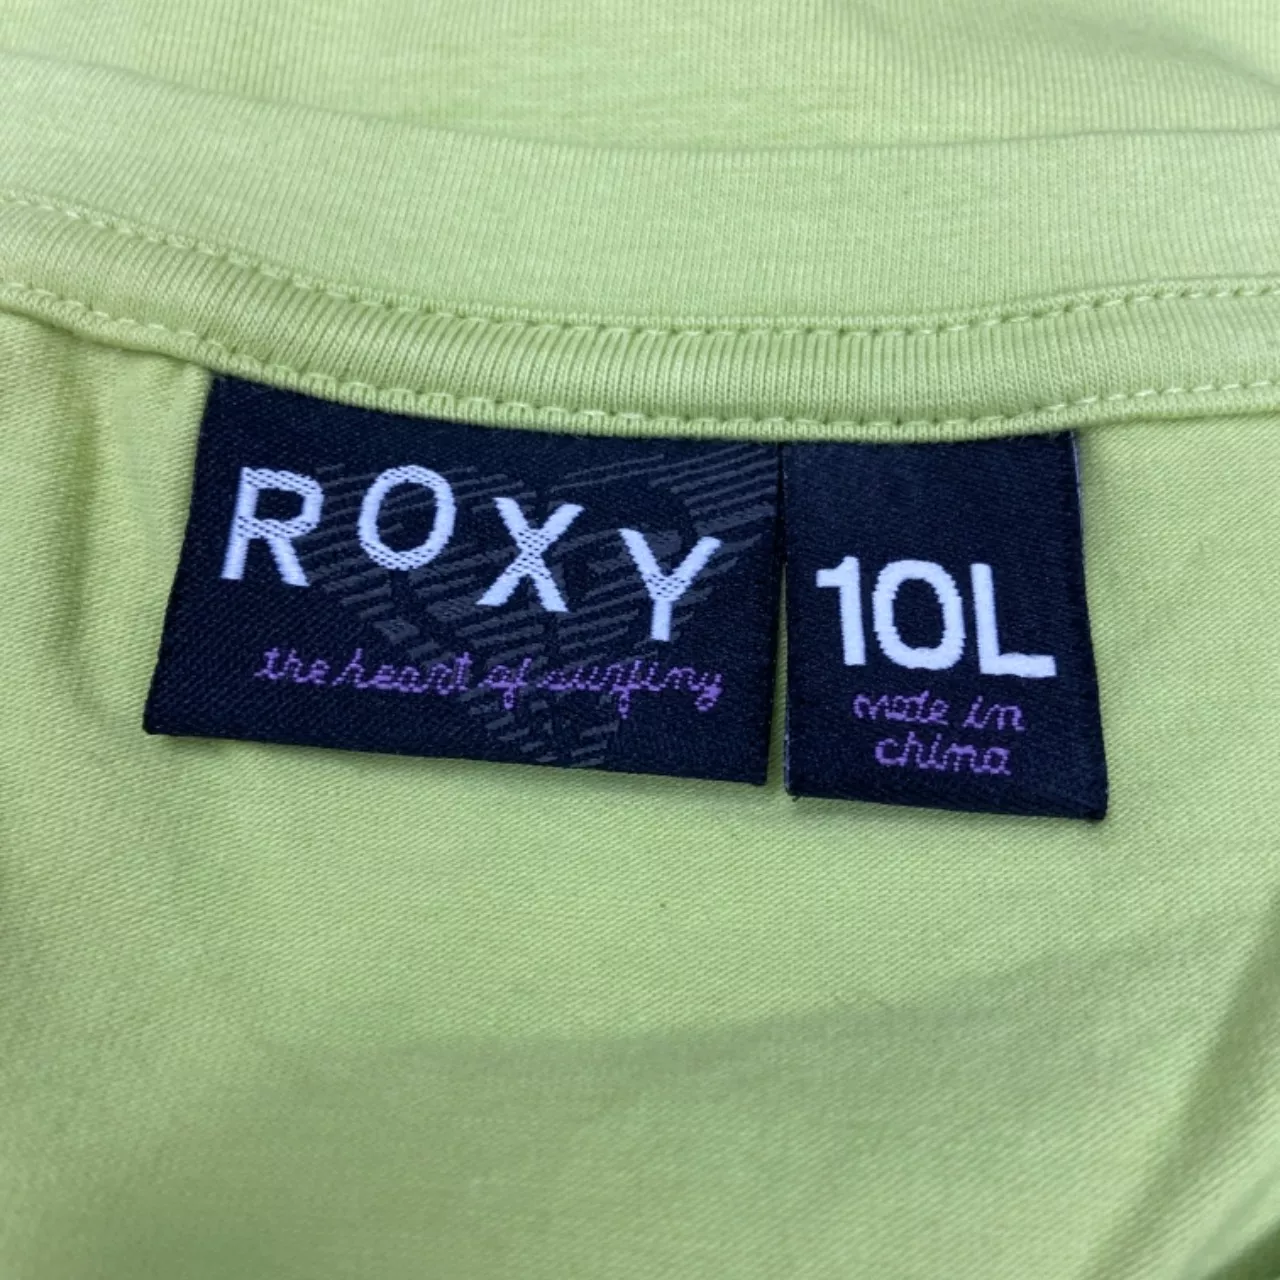 ROXY
the heart of surfing
10L
made in
china